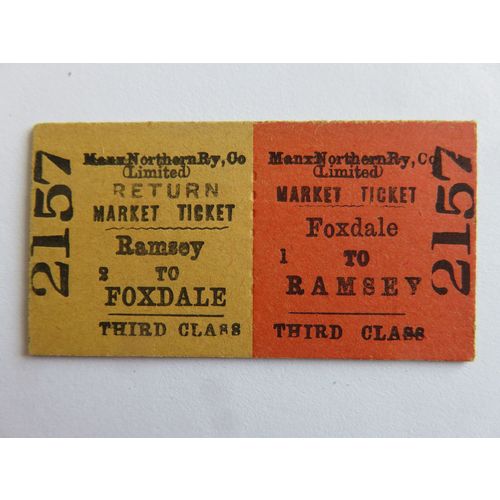 2157
Manx Northern Ry, Co
(Limited)
RETURN
MARKET TICKET
Ramsey
2 TO
FOXDALE
THIRD CLASS
Manx Northern Ry, Co
(Limited)
MARKET TICKET
Foxdale
1 TO
RAMSEY
THIRD CLASS
2157